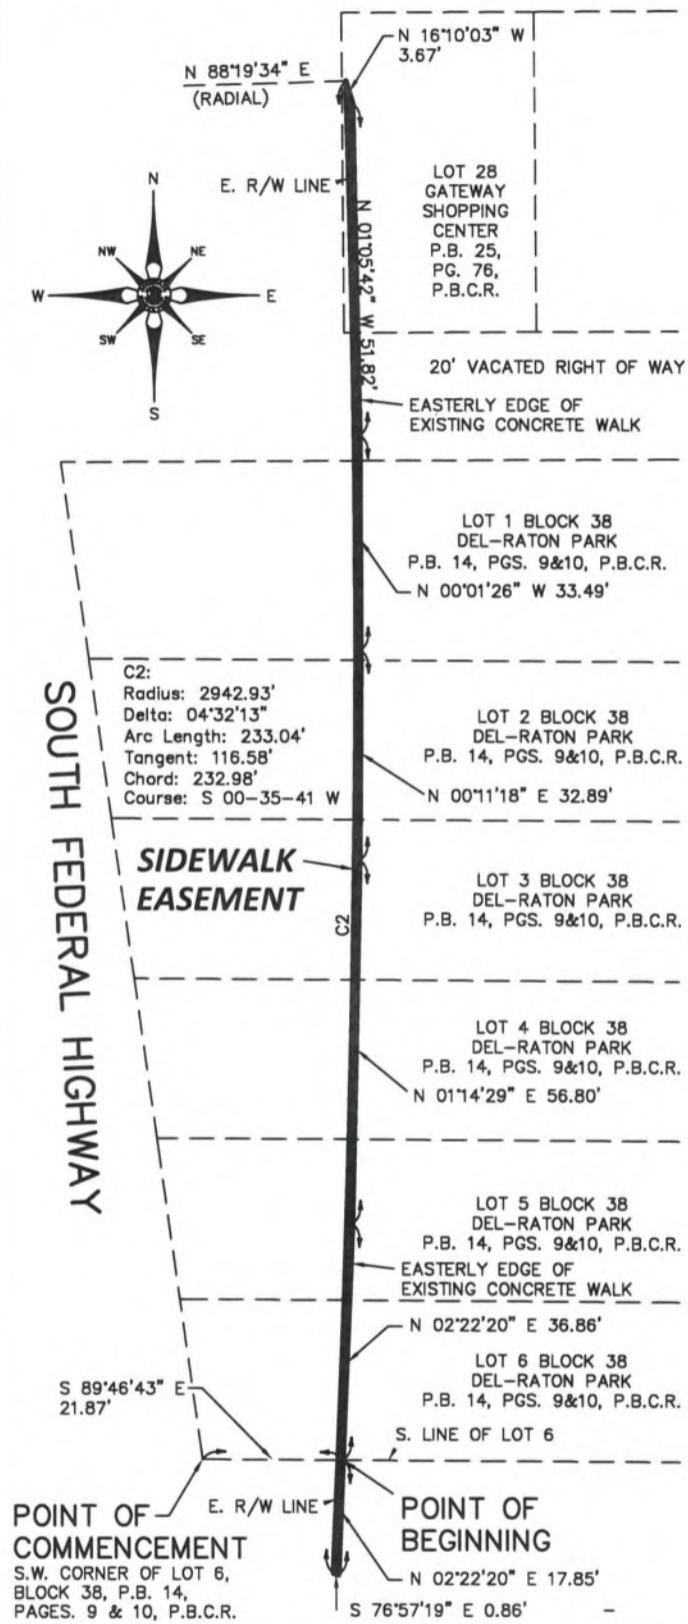 N 16°10'03" W
3.67'
N 88°19'34" E
(RADIAL)
E. R/W LINE
LOT 28
GATEWAY
SHOPPING
CENTER
P.B. 25,
PG. 76,
P.B.C.R.
N
NW
NE
W
E
SW
SE
S
N 01°05'42" W 51.82'
20' VACATED RIGHT OF WAY
EASTERLY EDGE OF
EXISTING CONCRETE WALK
LOT 1 BLOCK 38
DEL-RATON PARK
P.B. 14, PGS. 9&10, P.B.C.R.
N 00°01'26" W 33.49'
C2:
Radius: 2942.93'
Delta: 04°32'13"
Arc Length: 233.04'
Tangent: 116.58'
Chord: 232.98'
Course: S 00-35-41 W
LOT 2 BLOCK 38
DEL-RATON PARK
P.B. 14, PGS. 9&10, P.B.C.R.
N 00°11'18" E 32.89'
SOUTH FEDERAL HIGHWAY
SIDEWALK
EASEMENT
LOT 3 BLOCK 38
DEL-RATON PARK
P.B. 14, PGS. 9&10, P.B.C.R.
C2
LOT 4 BLOCK 38
DEL-RATON PARK
P.B. 14, PGS. 9&10, P.B.C.R.
N 01°14'29" E 56.80'
LOT 5 BLOCK 38
DEL-RATON PARK
P.B. 14, PGS. 9&10, P.B.C.R.
EASTERLY EDGE OF
EXISTING CONCRETE WALK
N 02°22'20" E 36.86'
LOT 6 BLOCK 38
DEL-RATON PARK
P.B. 14, PGS. 9&10, P.B.C.R.
S 89°46'43" E
21.87'
S. LINE OF LOT 6
POINT OF
COMMENCEMENT
S.W. CORNER OF LOT 6,
BLOCK 38, P.B. 14,
PAGES. 9 & 10, P.B.C.R.
E. R/W LINE
POINT OF
BEGINNING
N 02°22'20" E 17.85'
S 76°57'19" E 0.86'